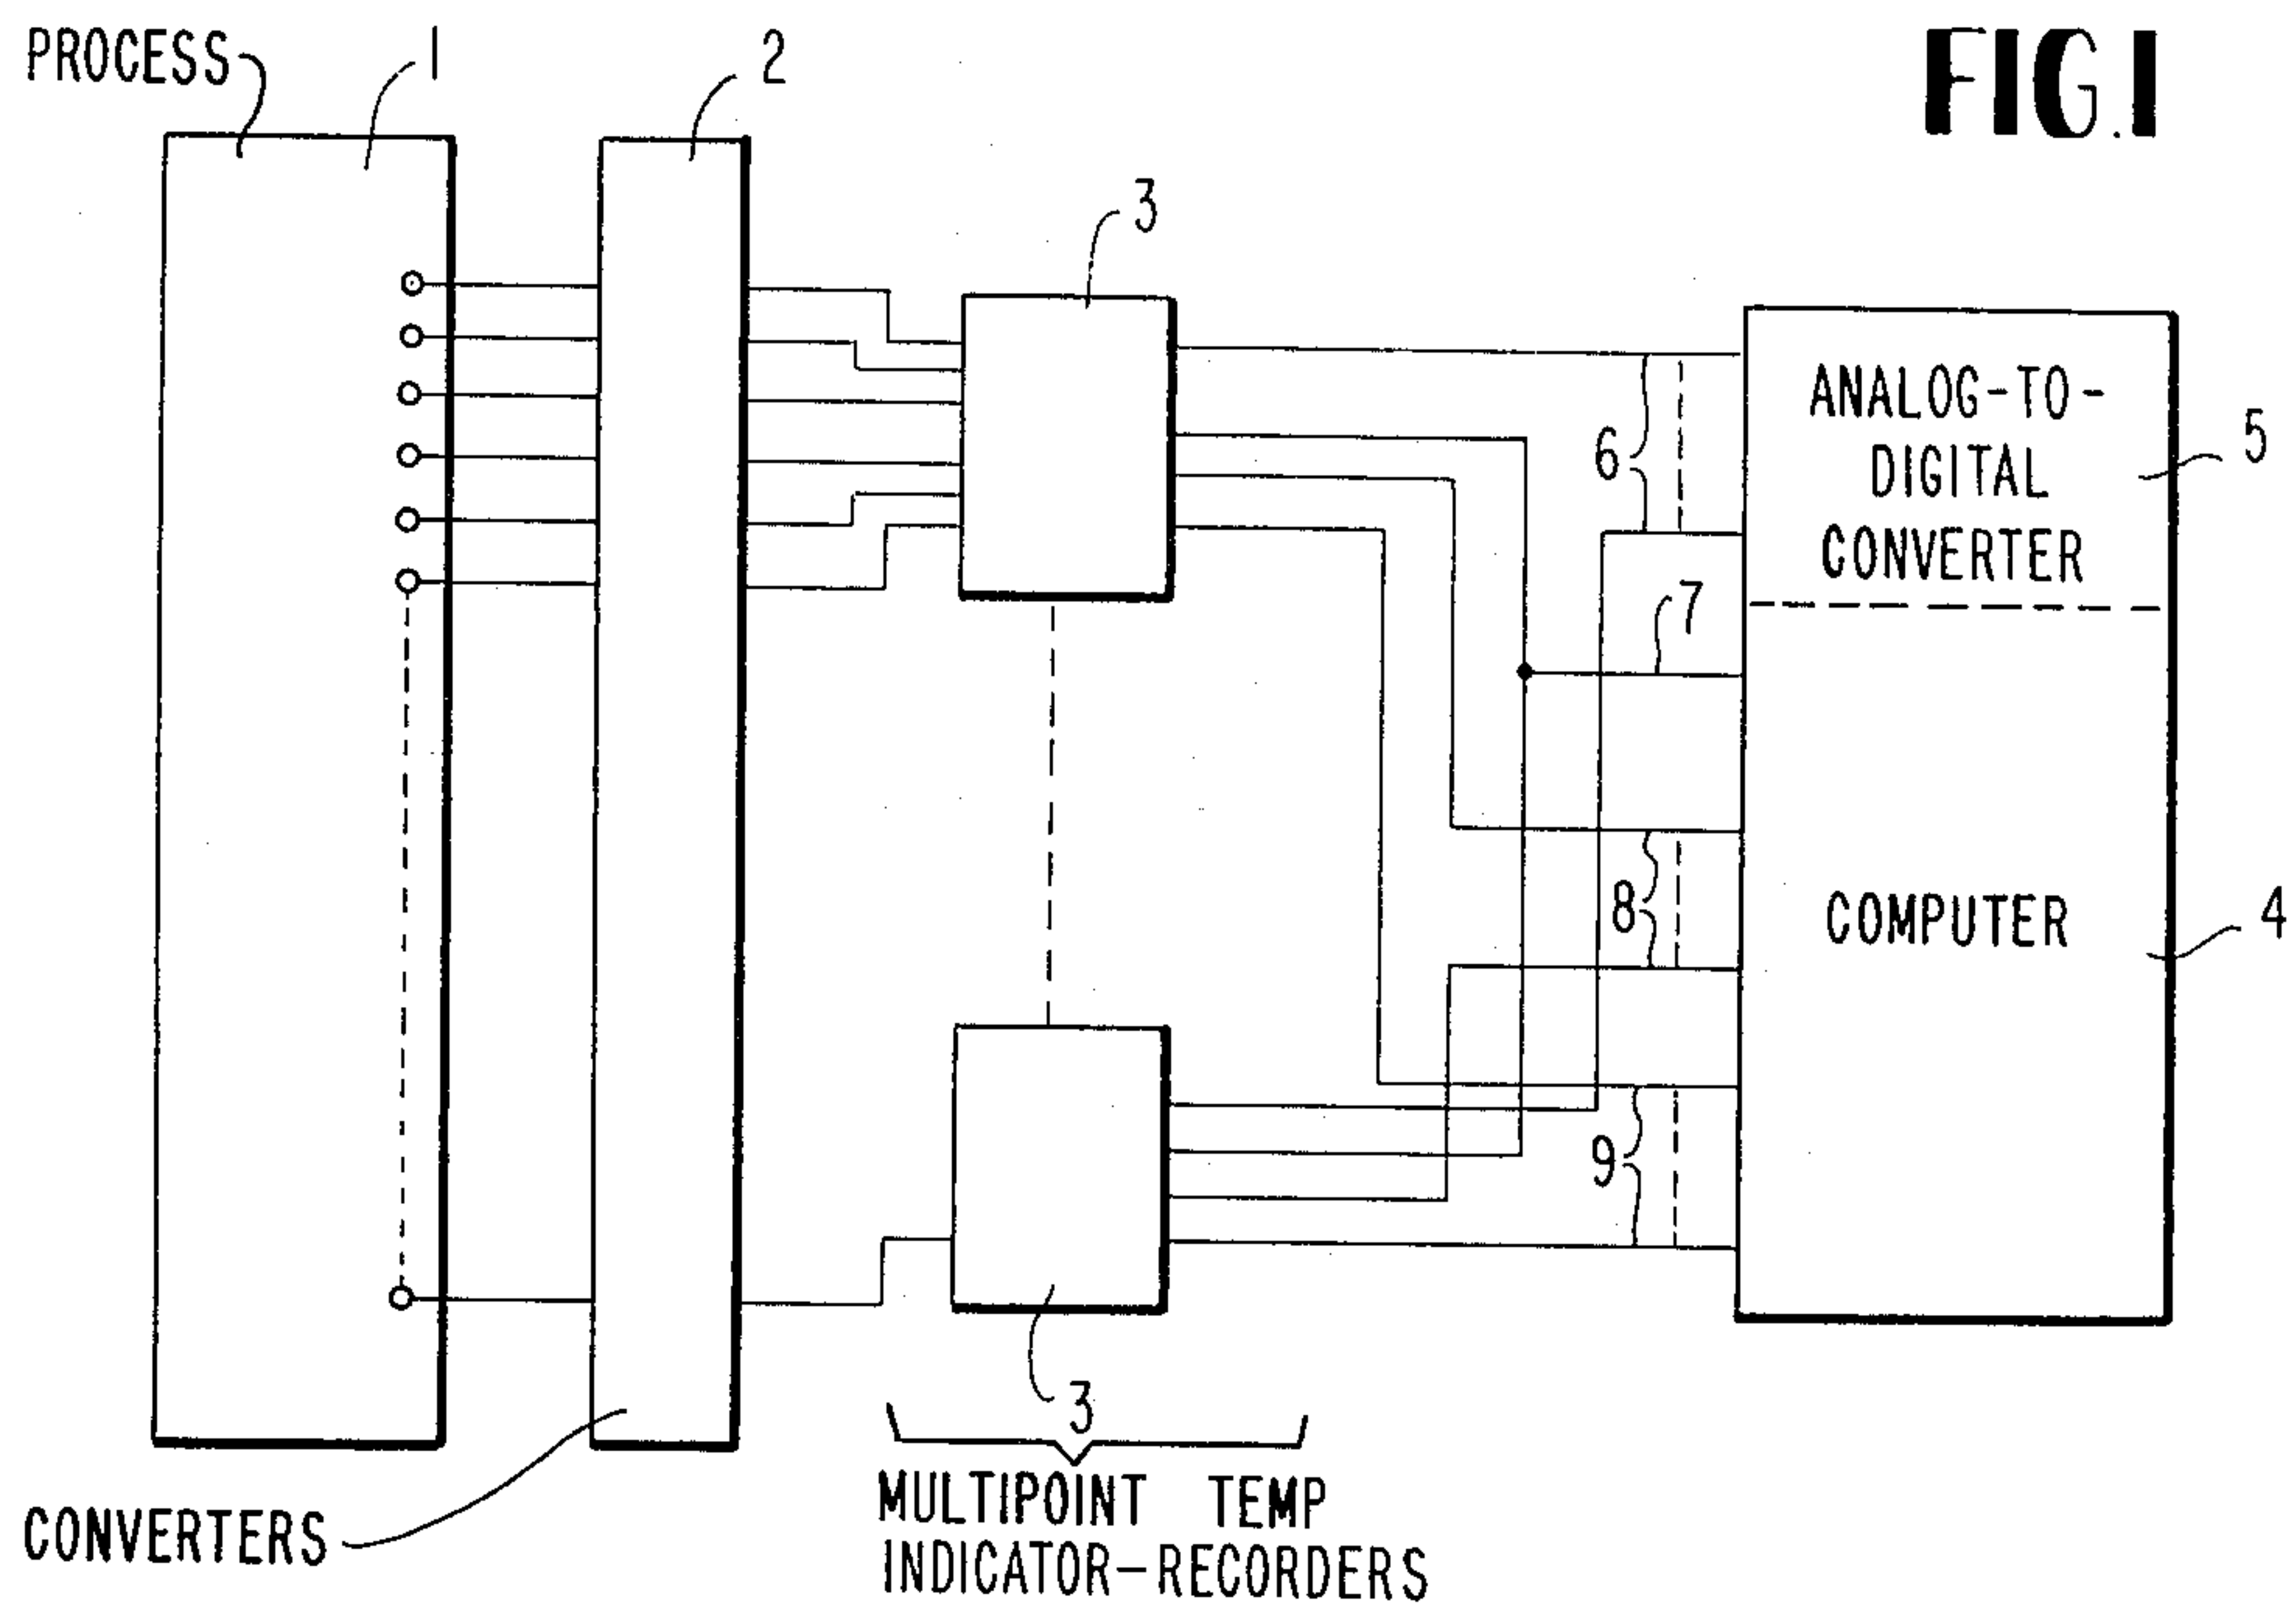 FIG.1
PROCESS
1
2
3
ANALOG-TO-
DIGITAL
CONVERTER
5
6
7
8
COMPUTER
4
9
3
MULTIPOINT TEMP
INDICATOR-RECORDERS
CONVERTERS